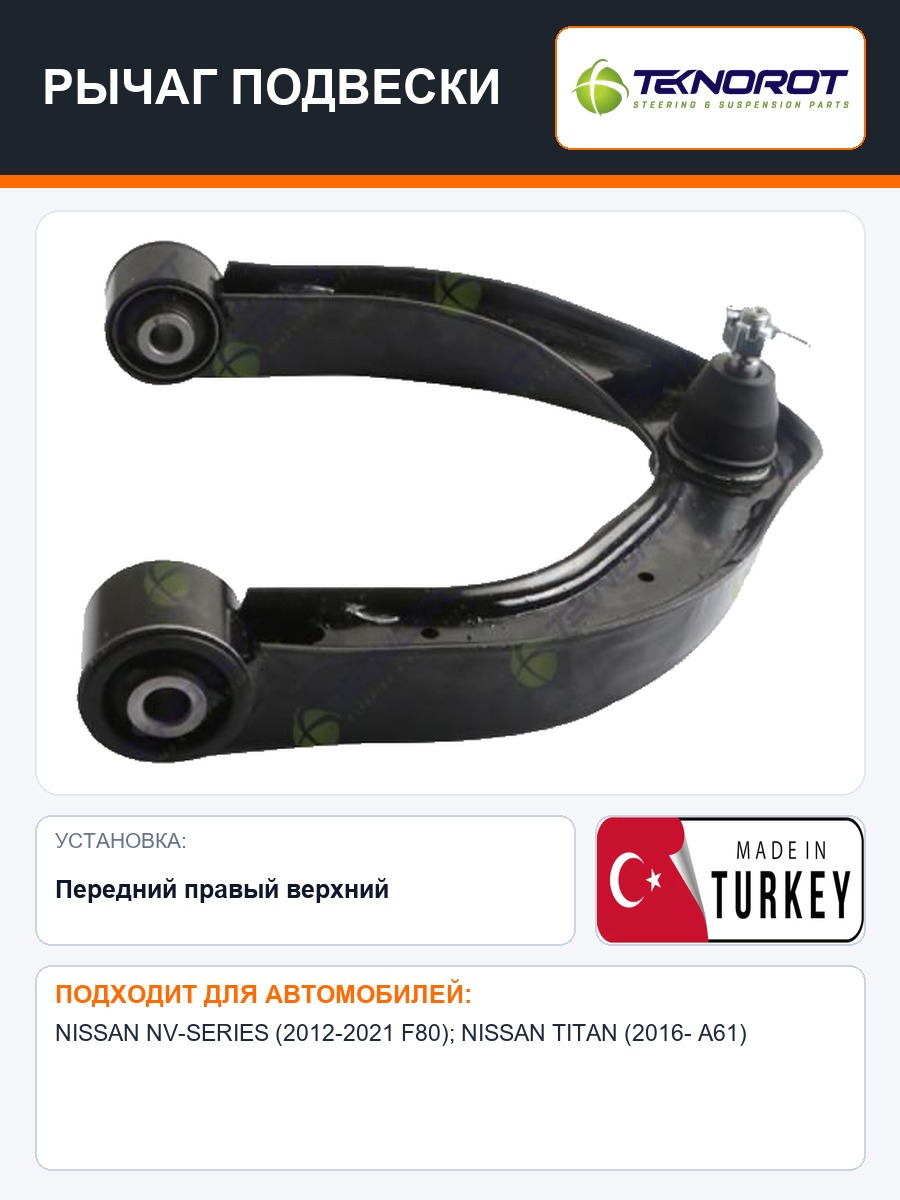 РЫЧАГ ПОДВЕСКИ
TEKNOROT
STEERING & SUSPENSION PARTS
УСТАНОВКА:
Передний правый верхний
MADE IN
TURKEY
ПОДХОДИТ ДЛЯ АВТОМОБИЛЕЙ:
NISSAN NV-SERIES (2012-2021 F80); NISSAN TITAN (2016- A61)